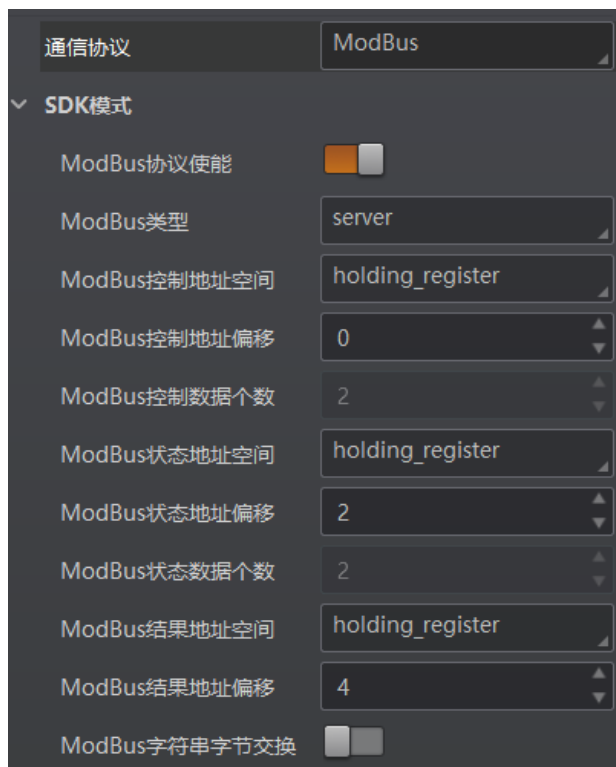 通信协议 ModBus
SDK模式
ModBus协议使能
ModBus类型 server
ModBus控制地址空间 holding_register
ModBus控制地址偏移 0
ModBus控制数据个数 2
ModBus状态地址空间 holding_register
ModBus状态地址偏移 2
ModBus状态数据个数 2
ModBus结果地址空间 holding_register
ModBus结果地址偏移 4
ModBus字符串字节交换